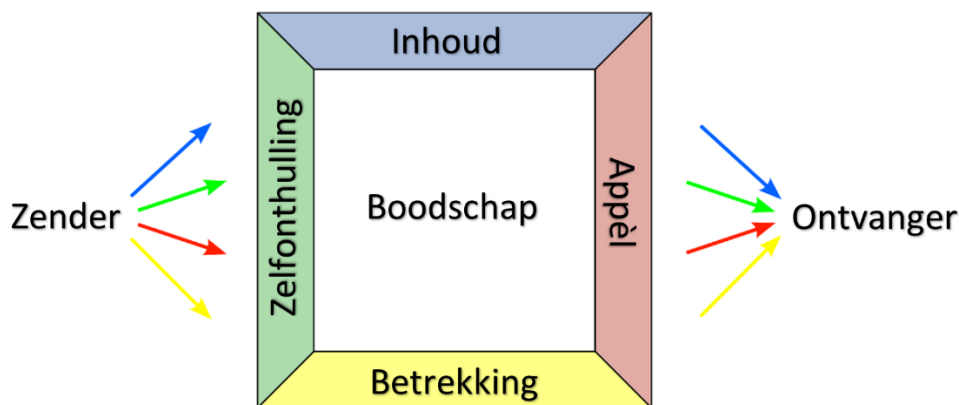 Inhoud
Zelfonthulling
Zender
Boodschap
Appèl
Ontvanger
Betrekking